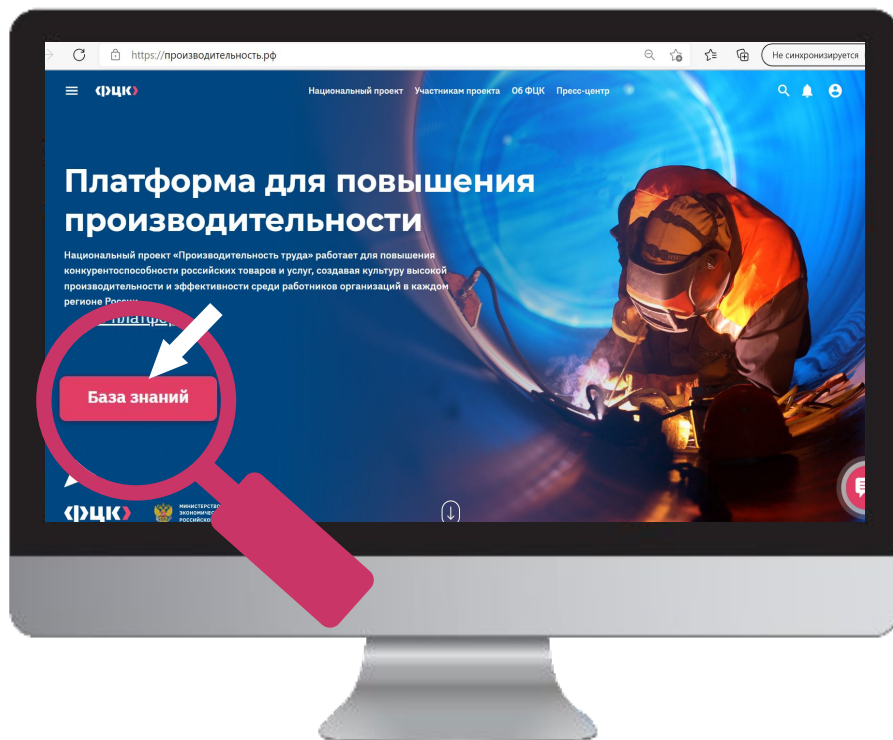 https://производительность.рф
Не синхронизируется
ФЦК
Национальный проект Участникам проекта Об ФЦК Пресс-центр
Платформа для повышения
производительности
Национальный проект «Производительность труда» работает для повышения
конкурентоспособности российских товаров и услуг, создавая культуру высокой
производительности и эффективности среди работников организаций в каждом
регионе России
База знаний
ФЦК